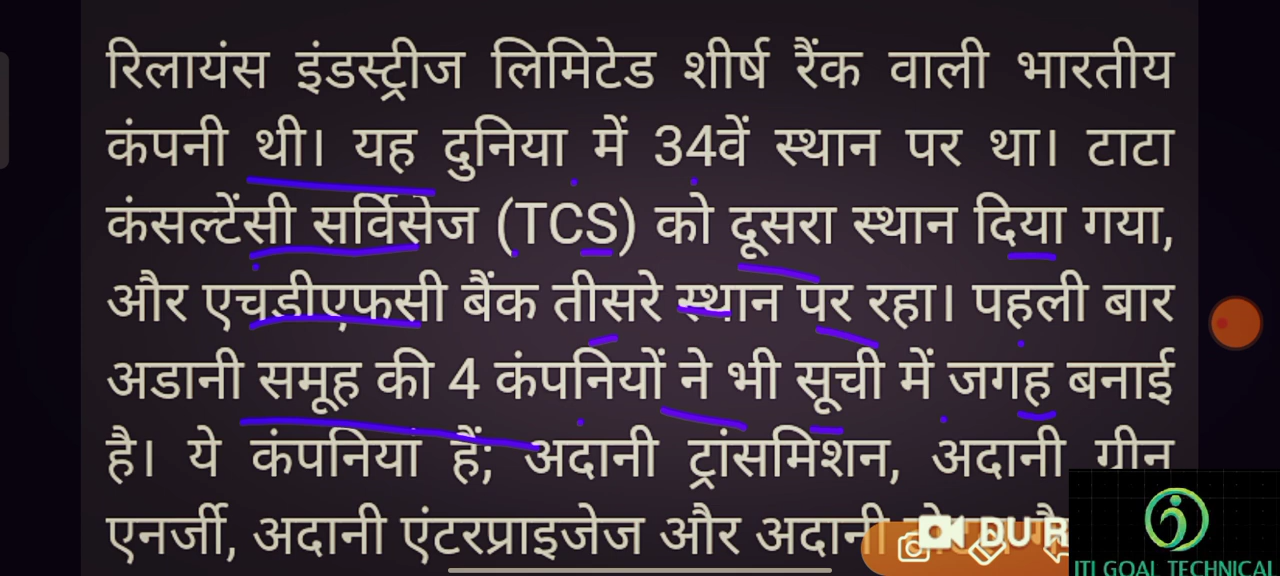 रिलायंस इंडस्ट्रीज लिमिटेड शीर्ष रैंक वाली भारतीय
कंपनी थी। यह दुनिया में 34वें स्थान पर था। टाटा
कंसल्टेंसी सर्विसेज (TCS) को दूसरा स्थान दिया गया,
और एचडीएफसी बैंक तीसरे स्थान पर रहा। पहली बार
अडानी समूह की 4 कंपनियों ने भी सूची में जगह बनाई
है। ये कंपनियां हैं; अदानी ट्रांसमिशन, अदानी ग्रीन
एनर्जी, अदानी एंटरप्राइजेज और अदानी
DU R
ITI GOAL TECHNICAL